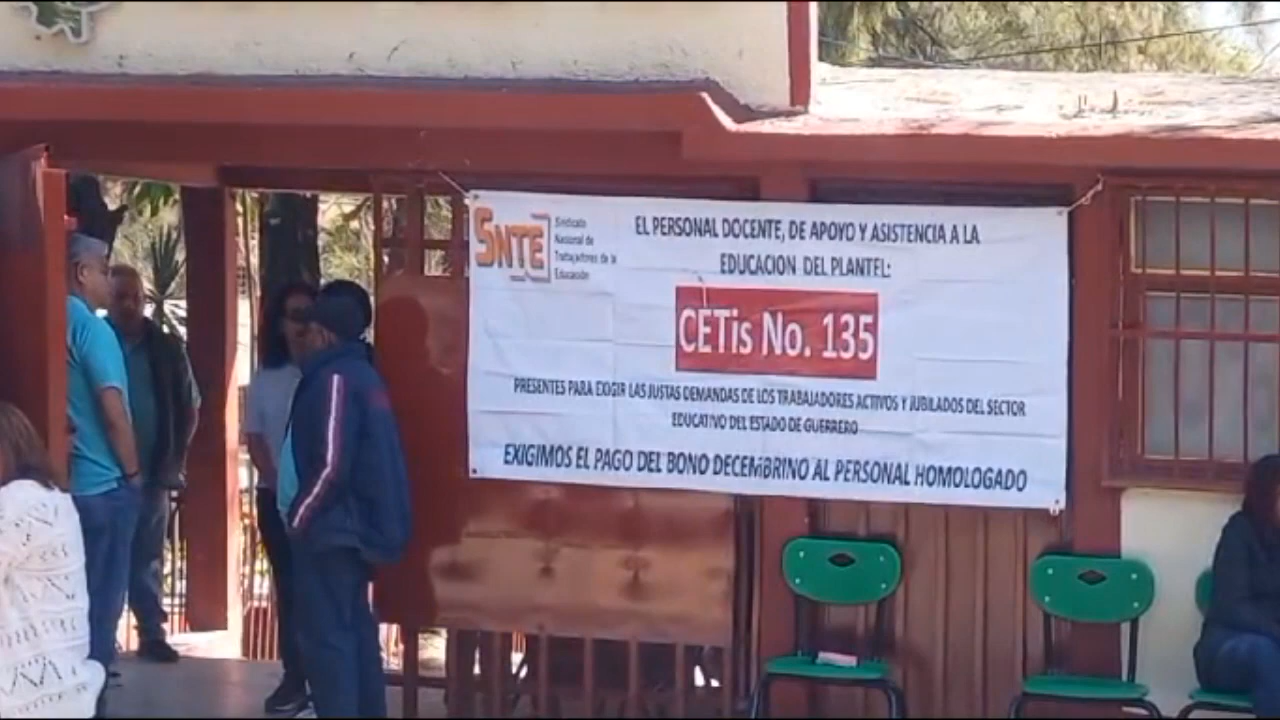 SNTE
Sindicato
Nacional de
Trabajadores de la
Educación
EL PERSONAL DOCENTE, DE APOYO Y ASISTENCIA A LA
EDUCACION DEL PLANTEL:
CETis No. 135
PRESENTES PARA EXIGIR LAS JUSTAS DEMANDAS DE LOS TRABAJADORES ACTIVOS Y JUBILADOS DEL SECTOR
EDUCATIVO DEL ESTADO DE GUERRERO
EXIGIMOS EL PAGO DEL BONO DECEMBRINO AL PERSONAL HOMOLOGADO